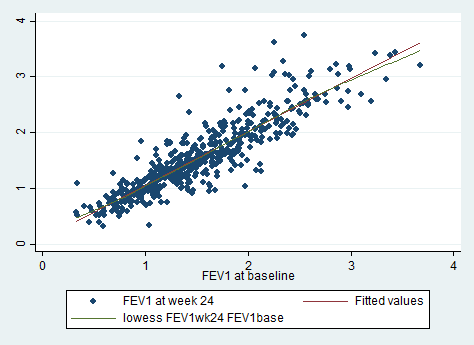 4
3
2
1
0
0 1 2 3 4
FEV1 at baseline
FEV1 at week 24 Fitted values
lowess FEV1wk24 FEV1base